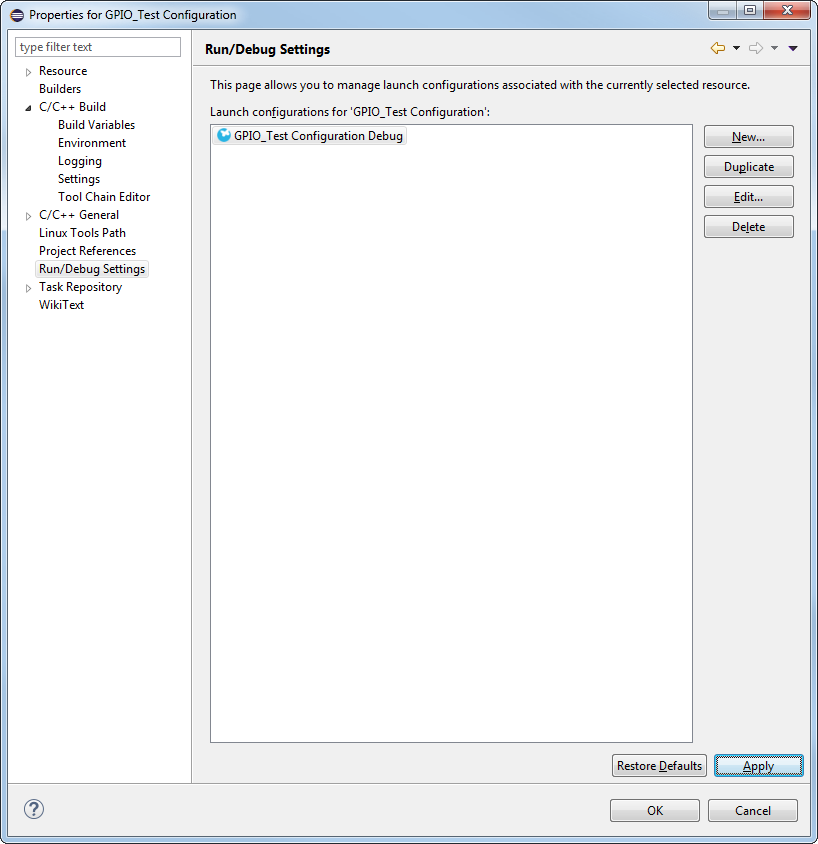 Properties for GPIO_Test Configuration
type filter text
Resource
Builders
C/C++ Build
Build Variables
Environment
Logging
Settings
Tool Chain Editor
C/C++ General
Linux Tools Path
Project References
Run/Debug Settings
Task Repository
WikiText
Run/Debug Settings
This page allows you to manage launch configurations associated with the currently selected resource.
Launch configurations for 'GPIO_Test Configuration':
GPIO_Test Configuration Debug
New...
Duplicate
Edit...
Delete
Restore Defaults
Apply
?
OK
Cancel